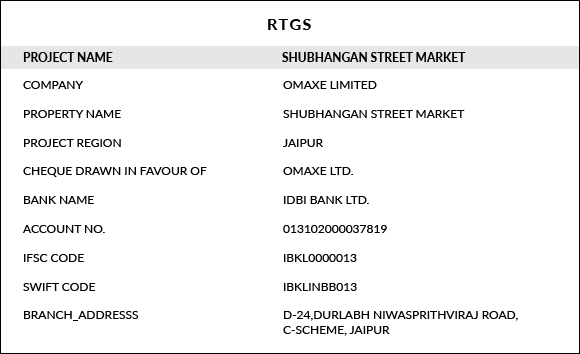 RTGS
PROJECT NAME SHUBHANGAN STREET MARKET
COMPANY OMAXE LIMITED
PROPERTY NAME SHUBHANGAN STREET MARKET
PROJECT REGION JAIPUR
CHEQUE DRAWN IN FAVOUR OF OMAXE LTD.
BANK NAME IDBI BANK LTD.
ACCOUNT NO. 013102000037819
IFSC CODE IBKL0000013
SWIFT CODE IBKLINBB013
BRANCH_ADDRESSS D-24,DURLABH NIWASPRITHVIRAJ ROAD,
C-SCHEME, JAIPUR